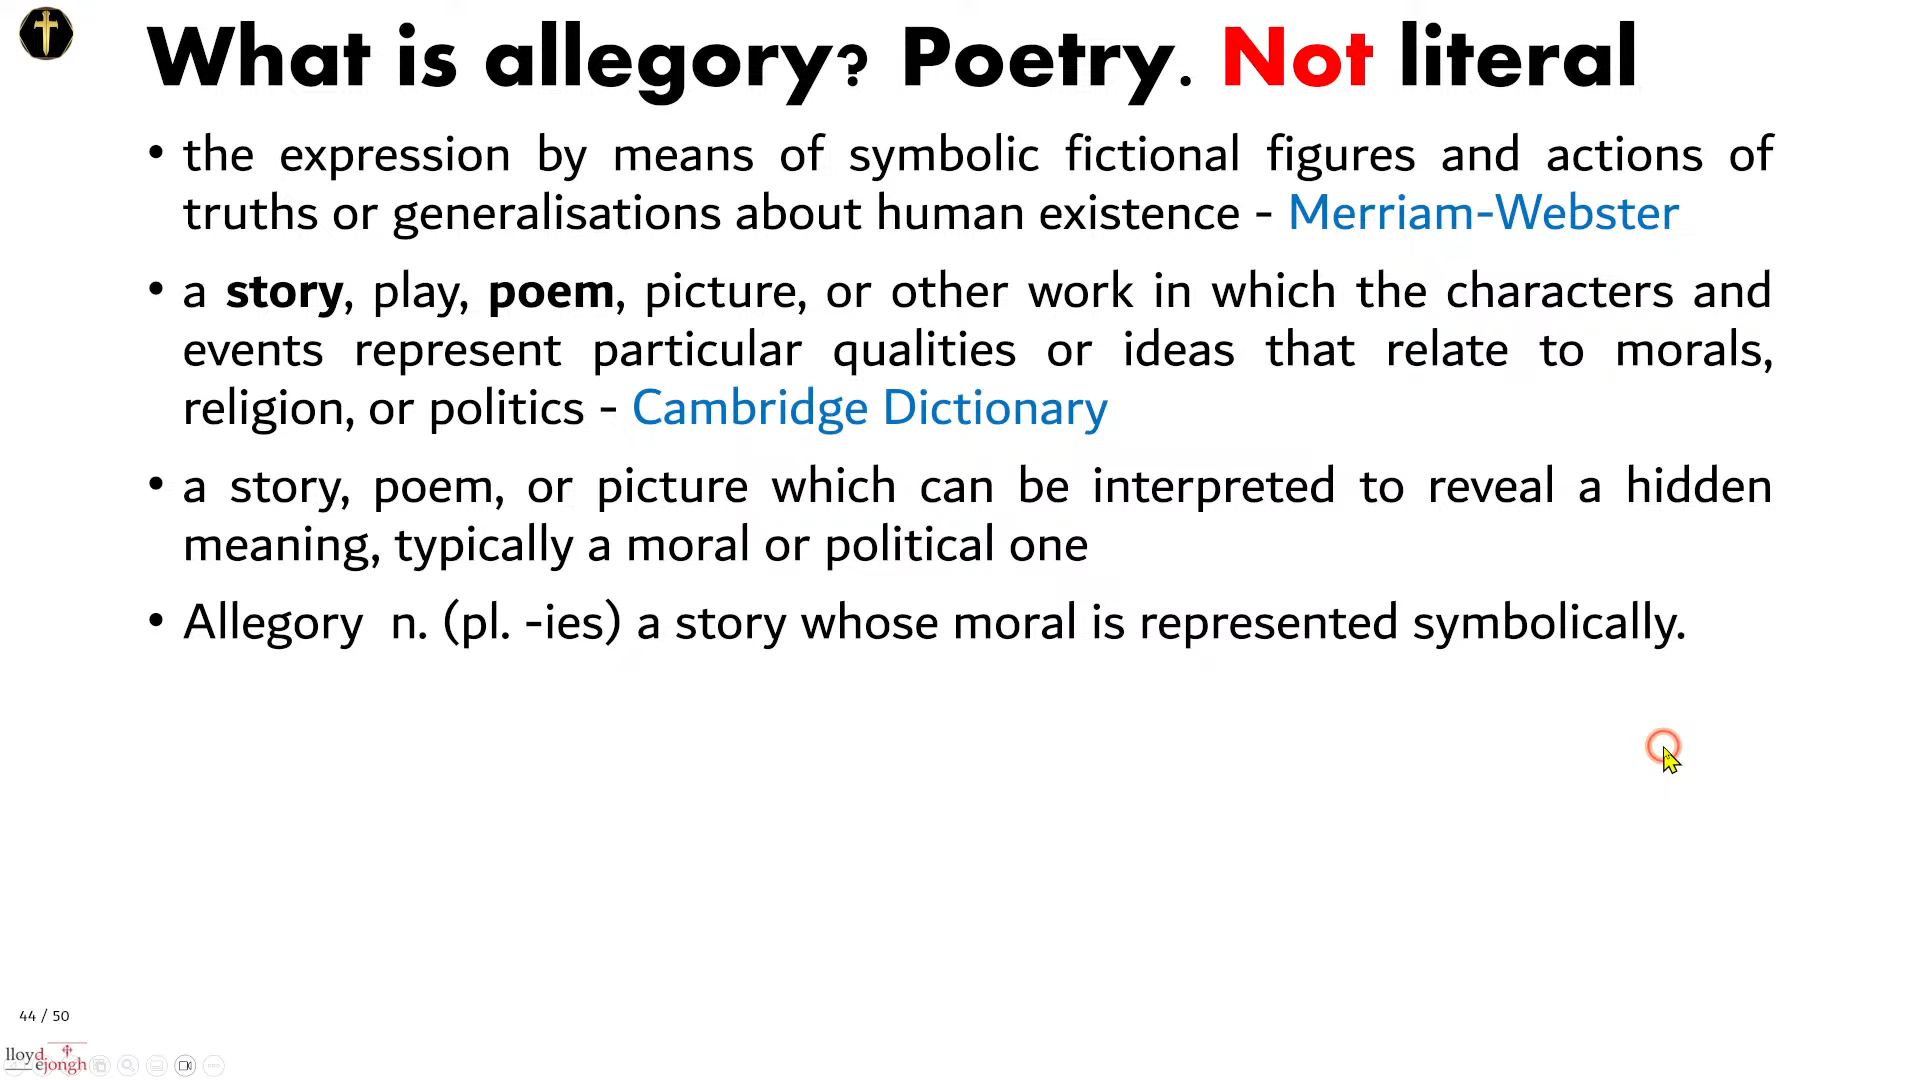 What is allegory? Poetry. Not literal
• the expression by means of symbolic fictional figures and actions of
truths or generalisations about human existence - Merriam-Webster
• a story, play, poem, picture, or other work in which the characters and
events represent particular qualities or ideas that relate to morals,
religion, or politics - Cambridge Dictionary
• a story, poem, or picture which can be interpreted to reveal a hidden
meaning, typically a moral or political one
• Allegory n. (pl. -ies) a story whose moral is represented symbolically.
44 / 50
lloyd.
ejongh